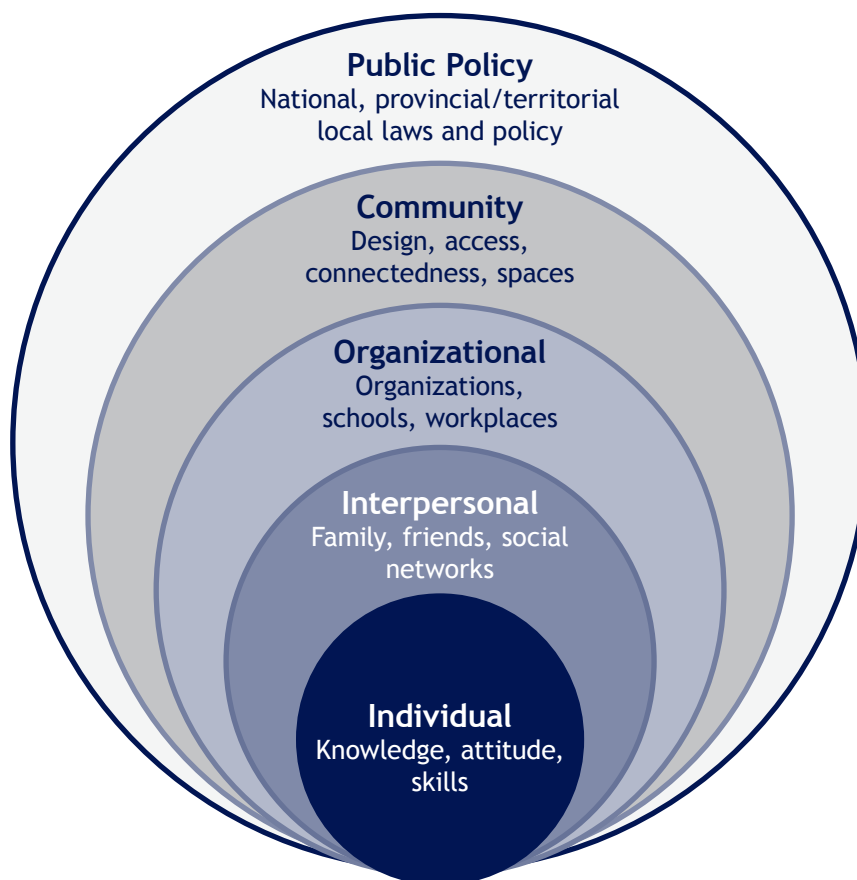 Public Policy
National, provincial/territorial
local laws and policy
Community
Design, access,
connectedness, spaces
Organizational
Organizations,
schools, workplaces
Interpersonal
Family, friends, social
networks
Individual
Knowledge, attitude,
skills